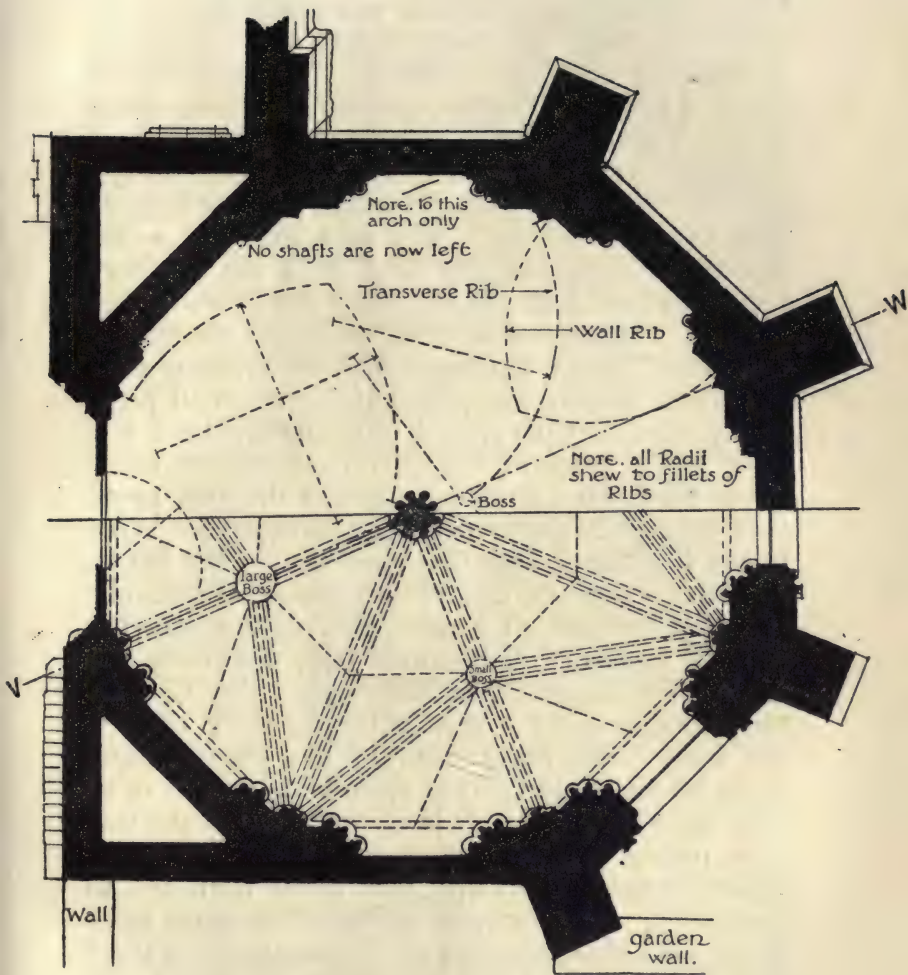 NOTE. To this
arch only
No shafts are now left
Transverse Rib
Wall Rib
W
NOTE. all Radii
shew to fillets of
Ribs
Boss
large
Boss
Small
Boss
V
Wall
garden
wall.